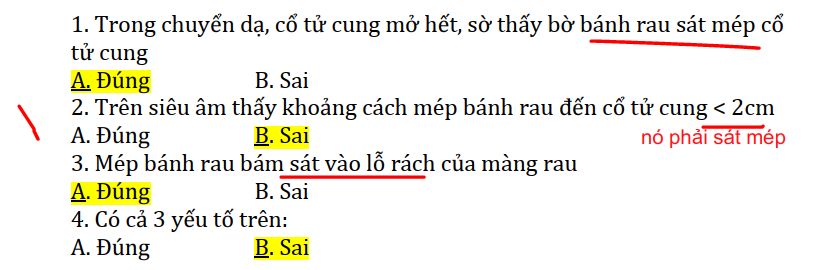 1. Trong chuyển dạ, cổ tử cung mở hết, sờ thấy bờ bánh rau sát mép cổ
tử cung
A. Đúng B. Sai
2. Trên siêu âm thấy khoảng cách mép bánh rau đến cổ tử cung < 2cm
A. Đúng B. Sai
nó phải sát mép
3. Mép bánh rau bám sát vào lỗ rách của màng rau
A. Đúng B. Sai
4. Có cả 3 yếu tố trên:
A. Đúng B. Sai